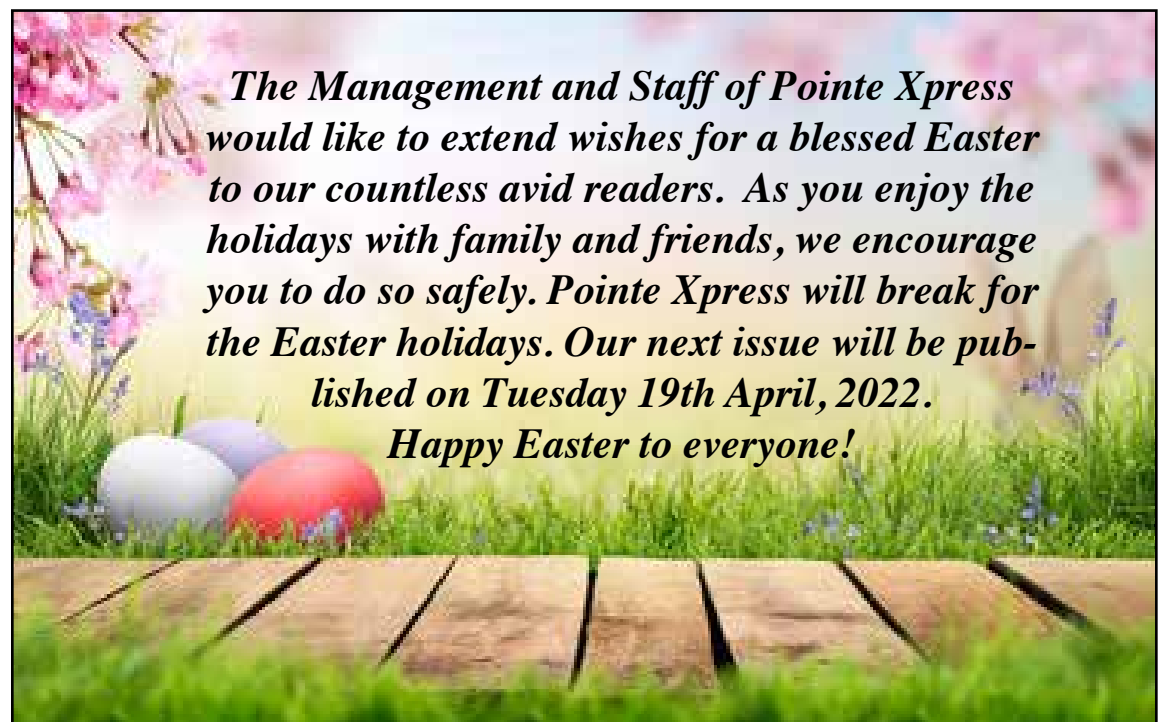 The Management and Staff of Pointe Xpress
would like to extend wishes for a blessed Easter
to our countless avid readers.  As you enjoy the
holidays with family and friends, we encourage
you to do so safely. Pointe Xpress will break for
the Easter holidays. Our next issue will be pub-
lished on Tuesday 19th April, 2022.
Happy Easter to everyone!